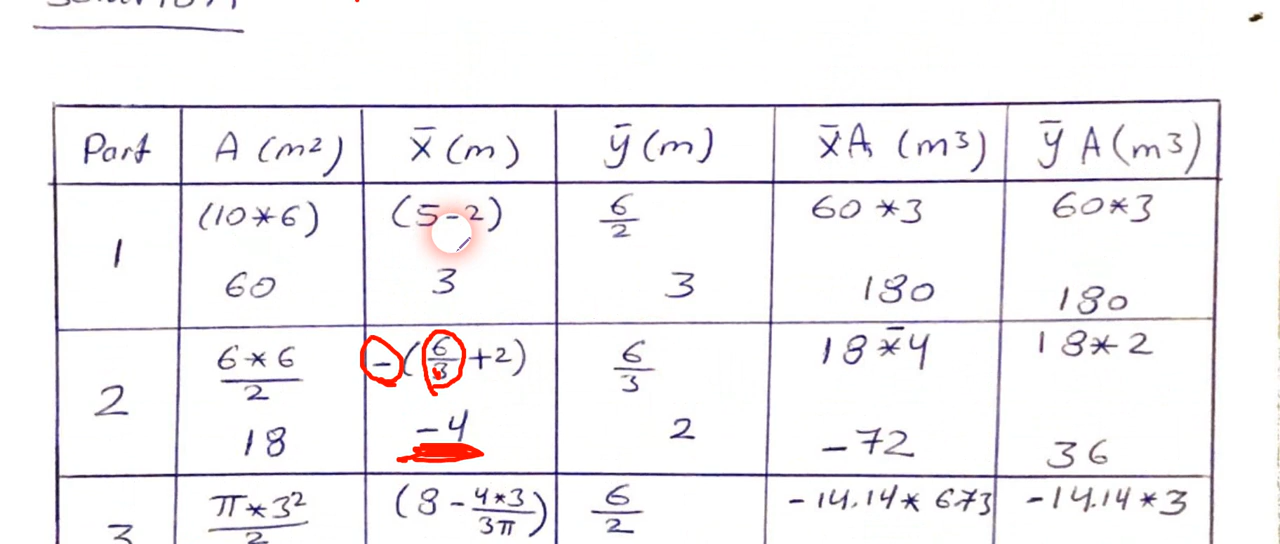 Part A (m2) x̄ (m) ȳ (m) x̄A (m3) ȳ A (m3)
(10*6) (5-2) 6/2 60 *3 60*3
1
60 3 3 180 180
6*6/2 -(6/3+2) 6/3 18*-4 18*2
2
18 -4 2 -72 36
π*3²/2 (8-4*3/3π) 6/2 -14.14*6.73 -14.14*3
3